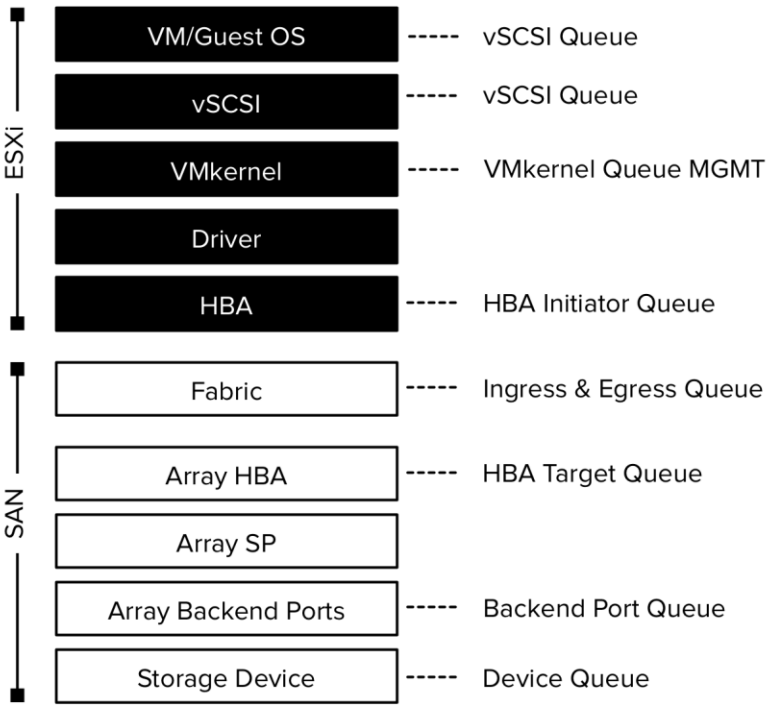 ESXi
VM/Guest OS ----- vSCSI Queue
vSCSI ----- vSCSI Queue
VMkernel ----- VMkernel Queue MGMT
Driver
HBA ----- HBA Initiator Queue
SAN
Fabric ----- Ingress & Egress Queue
Array HBA ----- HBA Target Queue
Array SP
Array Backend Ports ----- Backend Port Queue
Storage Device ----- Device Queue